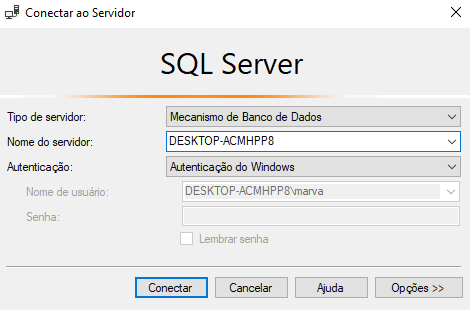 Conectar ao Servidor
SQL Server
Tipo de servidor: Mecanismo de Banco de Dados
Nome do servidor: DESKTOP-ACMHPP8
Autenticação: Autenticação do Windows
Nome de usuário: DESKTOP-ACMHPP8\marva
Senha:
Lembrar senha
Conectar Cancelar Ajuda Opções >>